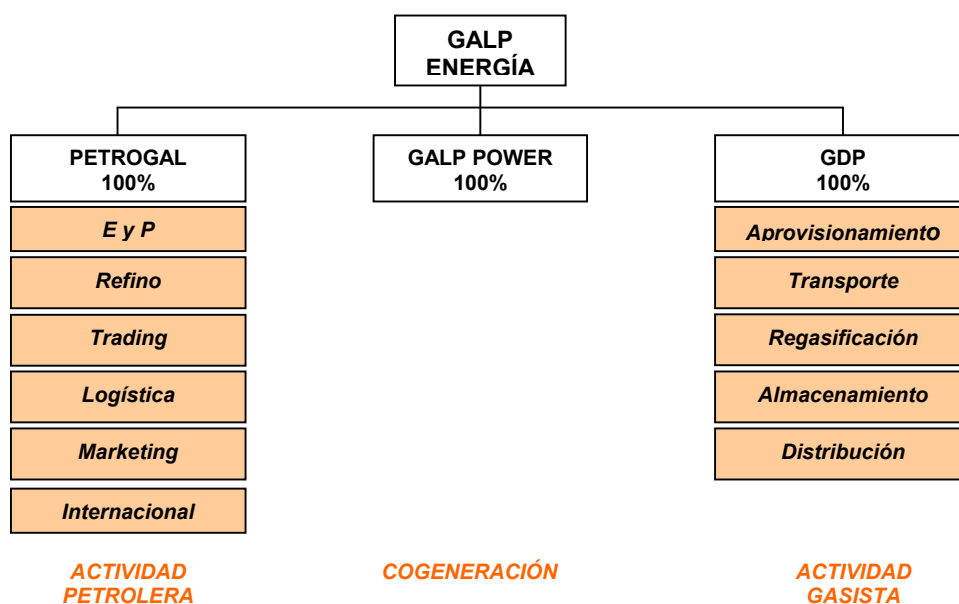 GALP
ENERGÍA
PETROGAL
100%
E y P
Refino
Trading
Logística
Marketing
Internacional
ACTIVIDAD
PETROLERA
GALP POWER
100%
COGENERACIÓN
GDP
100%
Aprovisionamiento
Transporte
Regasificación
Almacenamiento
Distribución
ACTIVIDAD
GASISTA